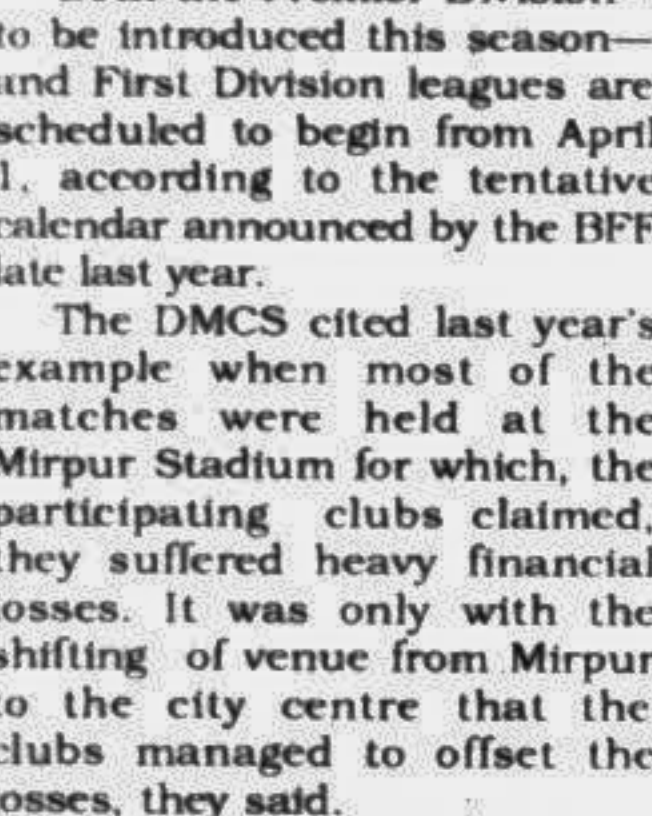 to be introduced this season—
and First Division leagues are
scheduled to begin from April
1, according to the tentative
calendar announced by the BFF
late last year.
The DMCS cited last year's
example when most of the
matches were held at the
Mirpur Stadium for which, the
participating clubs claimed,
they suffered heavy financial
losses. It was only with the
shifting of venue from Mirpur
to the city centre that the
clubs managed to offset the
losses, they said.